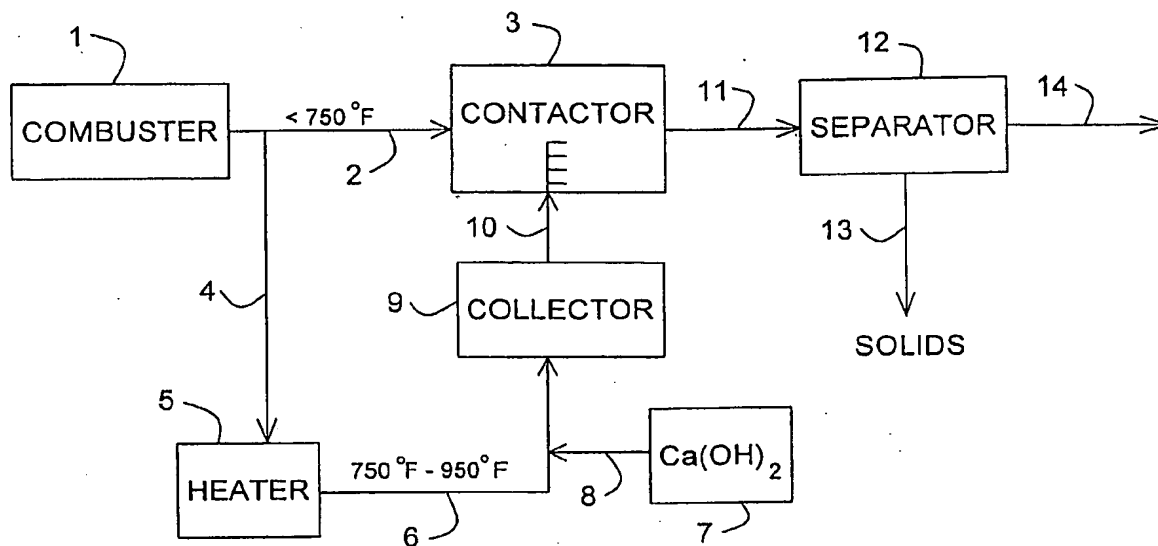 1
COMBUSTER
< 750 °F
2
3
CONTACTOR
11
12
SEPARATOR
14
13
SOLIDS
10
9
COLLECTOR
4
5
HEATER
750 °F - 950 °F
6
8
Ca(OH)2
7